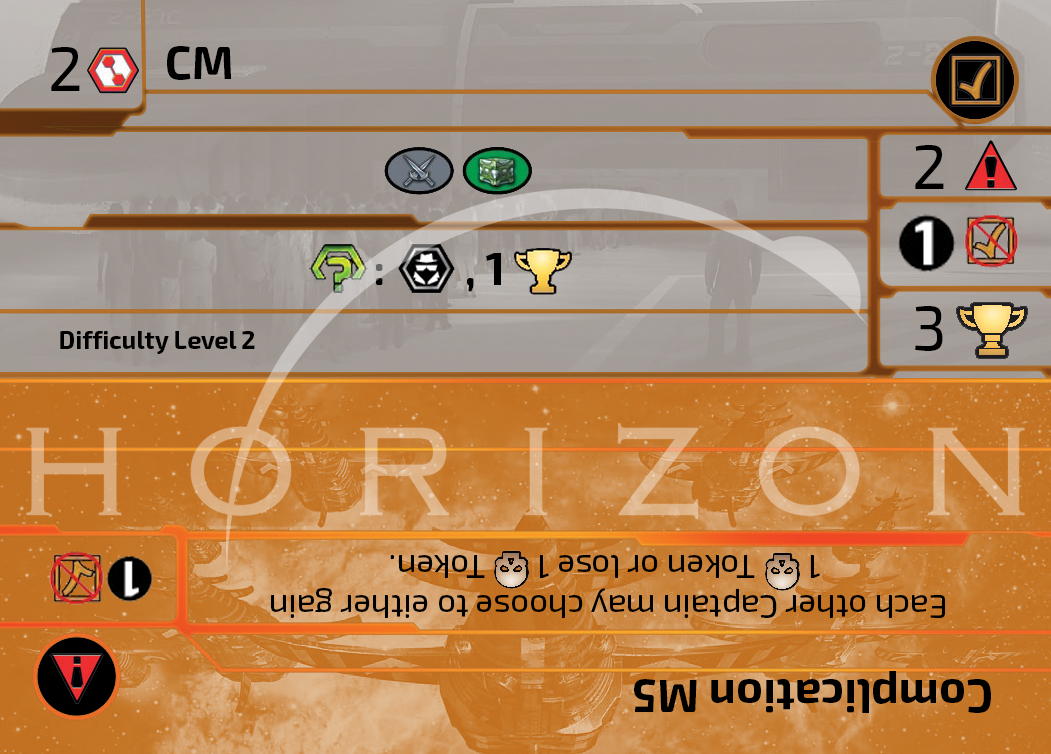 2 CM
2
: , 1
1
Difficulty Level 2
3
HORIZON
Complication M5
Each other Captain may choose to either gain
1 Token or lose 1 Token.
1